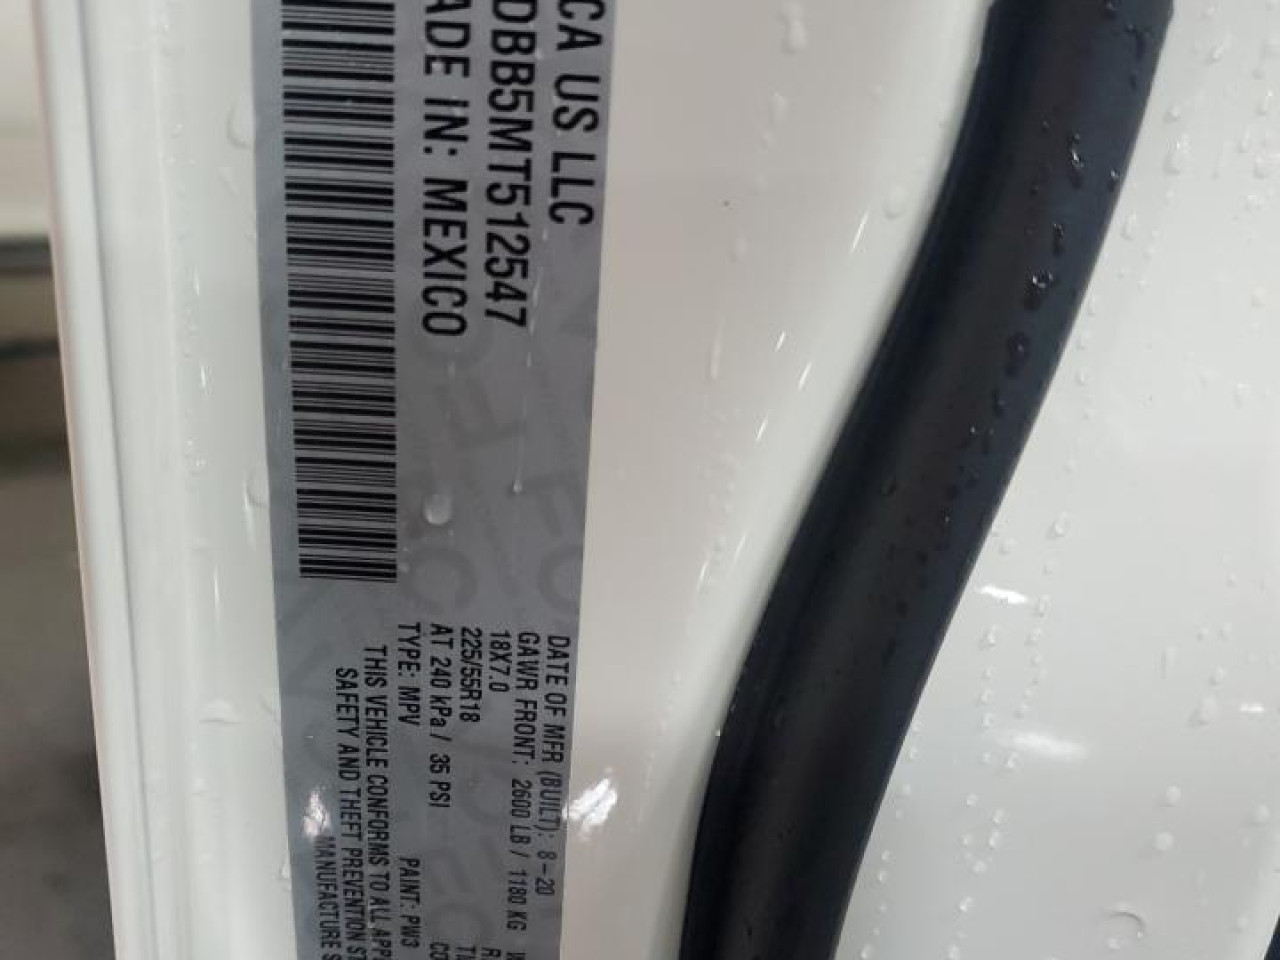 CA US LLC
DBB5MT512547
ADE IN: MEXICO
DATE OF MFR (BUILT): 8-20
GAWR FRONT: 2600 LB / 1180 KG W
18X7.0 R
225/55R18 T
AT 240 kPa / 35 PSI CO
TYPE: MPV PAINT: PW3
THIS VEHICLE CONFORMS TO ALL APP
SAFETY AND THEFT PREVENTION ST
MANUFACTURE S